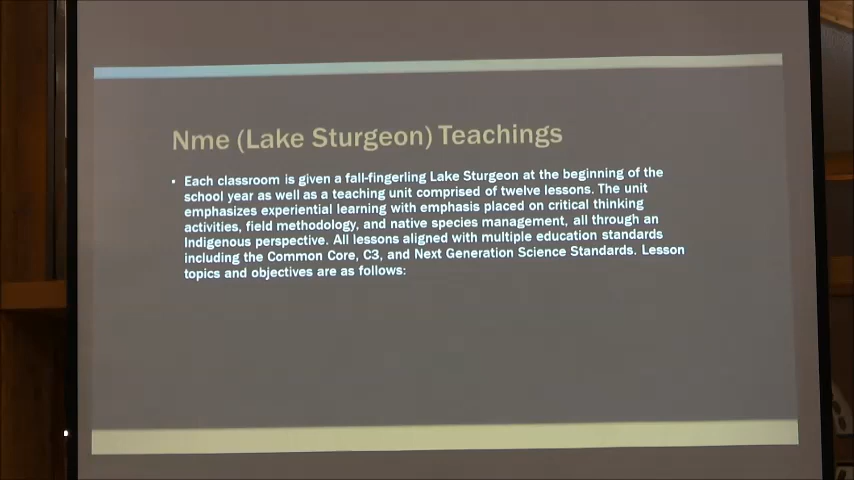 Nme (Lake Sturgeon) Teachings
▪ Each classroom is given a fall-fingerling Lake Sturgeon at the beginning of the
school year as well as a teaching unit comprised of twelve lessons. The unit
emphasizes experiential learning with emphasis placed on critical thinking
activities, field methodology, and native species management, all through an
Indigenous perspective. All lessons aligned with multiple education standards
including the Common Core, C3, and Next Generation Science Standards. Lesson
topics and objectives are as follows: